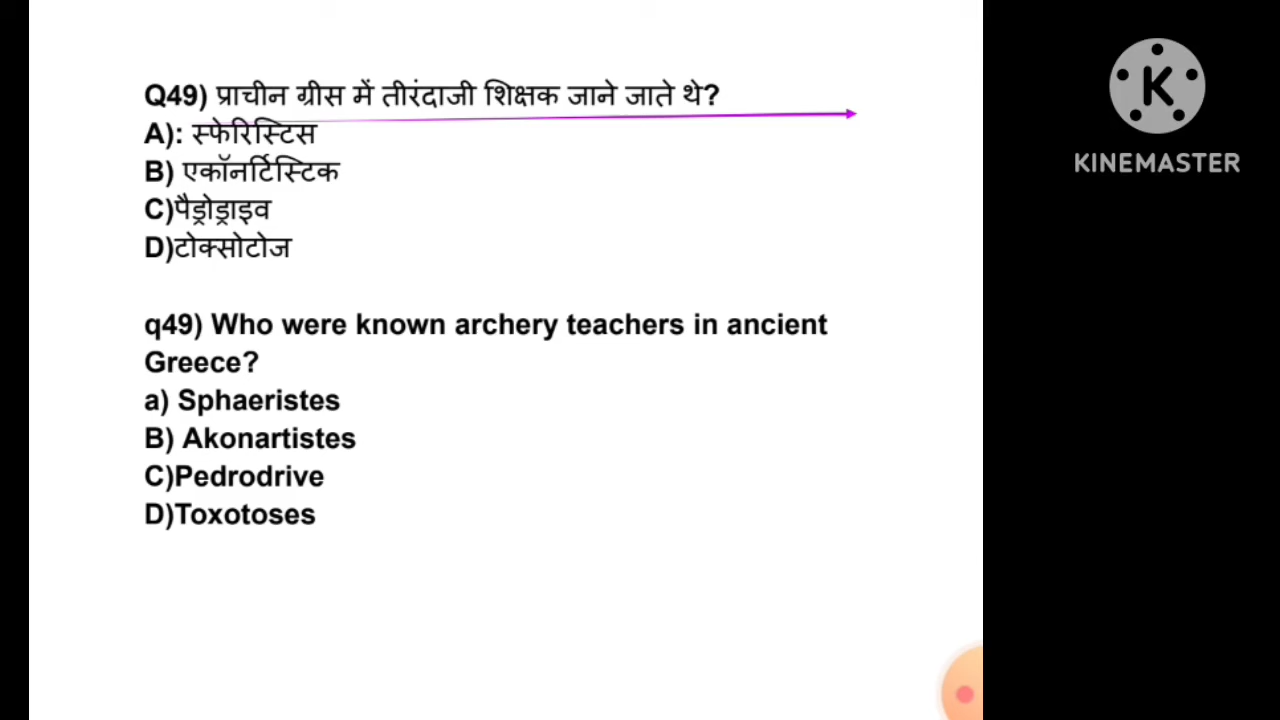 Q49) प्राचीन ग्रीस में तीरंदाजी शिक्षक जाने जाते थे?
A): स्फेरिस्टिस
B) एकॉनर्टिस्टिक
C)पैड्रोड्राइव
D)टोक्सोटोज
q49) Who were known archery teachers in ancient
Greece?
a) Sphaeristes
B) Akonartistes
C)Pedrodrive
D)Toxotoses
K
KINEMASTER